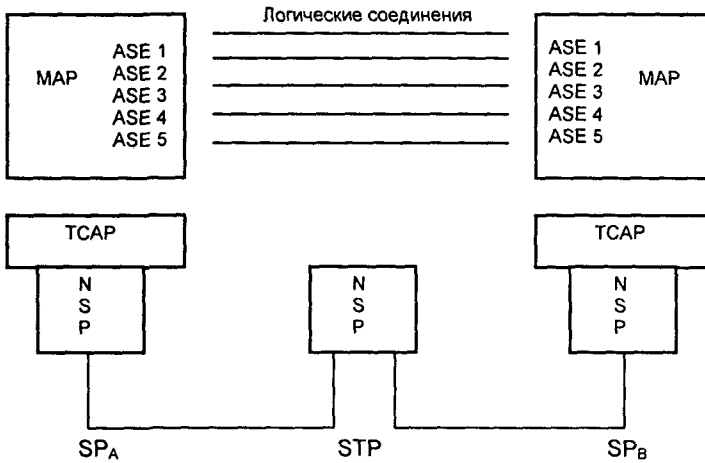 Логические соединения
MAP
ASE 1
ASE 2
ASE 3
ASE 4
ASE 5
ASE 1
ASE 2
ASE 3
ASE 4
ASE 5
MAP
TCAP
TCAP
N
S
P
N
S
P
N
S
P
SPA
STP
SPB